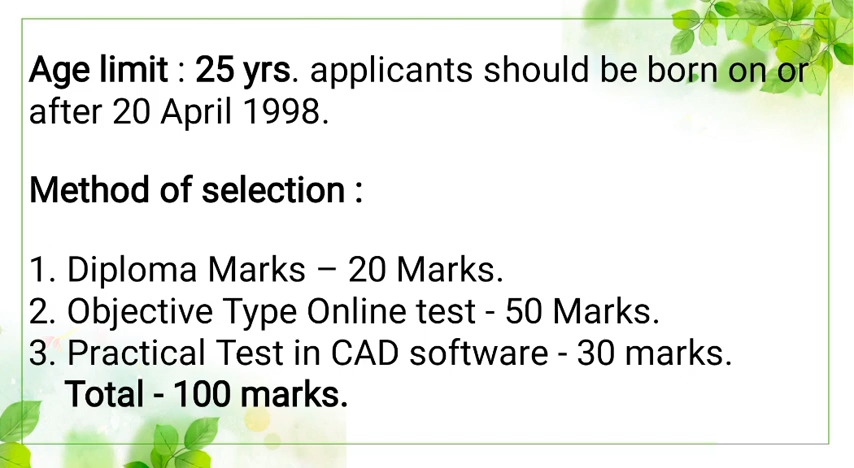 Age limit : 25 yrs. applicants should be born on or
after 20 April 1998.
Method of selection :
1. Diploma Marks – 20 Marks.
2. Objective Type Online test - 50 Marks.
3. Practical Test in CAD software - 30 marks.
Total - 100 marks.